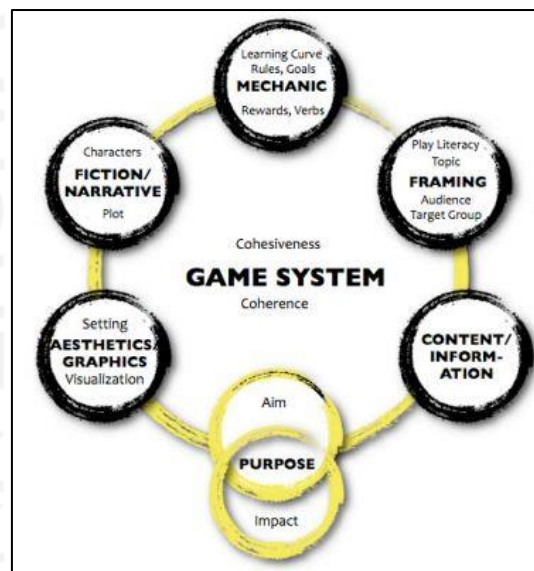 Learning Curve
Rules, Goals
MECHANIC
Rewards, Verbs
Characters
FICTION/
NARRATIVE
Plot
Play Literacy
Topic
FRAMING
Audience
Target Group
Cohesiveness
GAME SYSTEM
Coherence
Setting
AESTHETICS/
GRAPHICS
Visualization
CONTENT/
INFORM-
ATION
Aim
PURPOSE
Impact